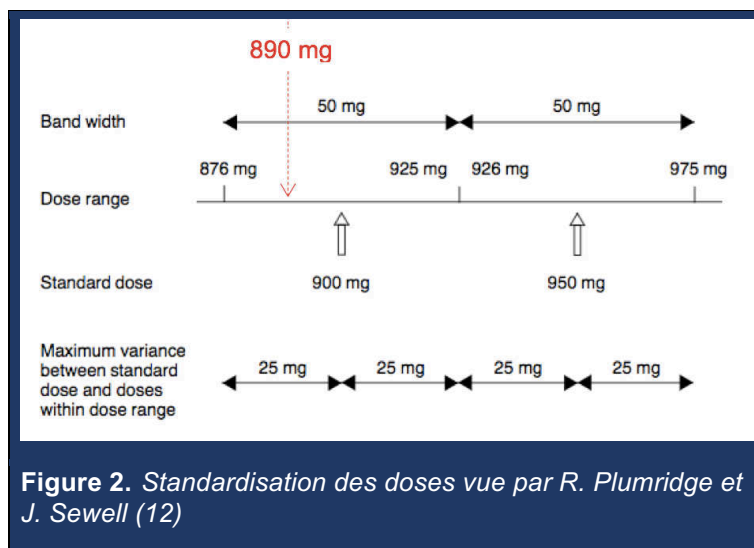 890 mg
Band width
50 mg 50 mg
876 mg 925 mg 926 mg 975 mg
Dose range
Standard dose
900 mg 950 mg
Maximum variance
between standard
dose and doses
within dose range
25 mg 25 mg 25 mg 25 mg
Figure 2. Standardisation des doses vue par R. Plumridge et
J. Sewell (12)